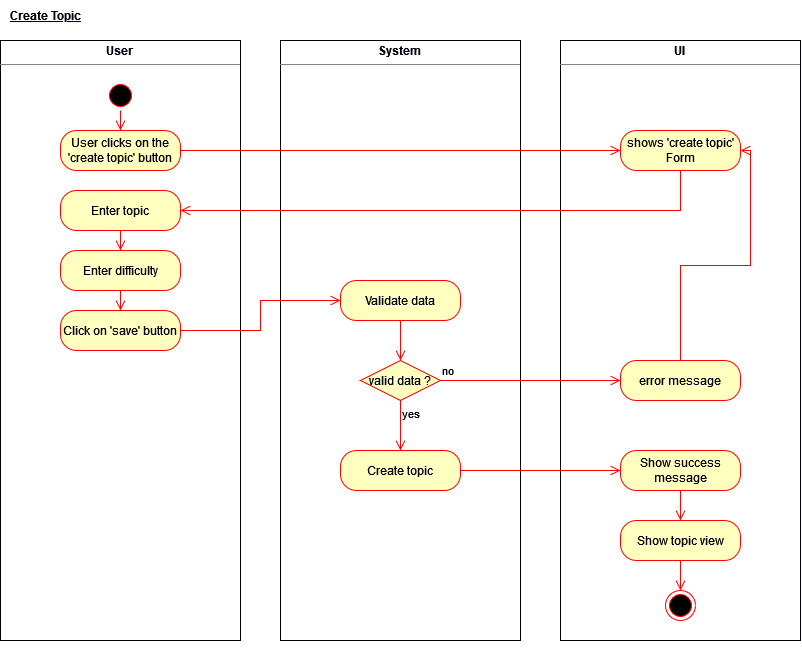 Create Topic
User
System
UI
User clicks on the
'create topic' button
shows 'create topic'
Form
Enter topic
Enter difficulty
Click on 'save' button
Validate data
valid data ?
no
yes
error message
Create topic
Show success
message
Show topic view